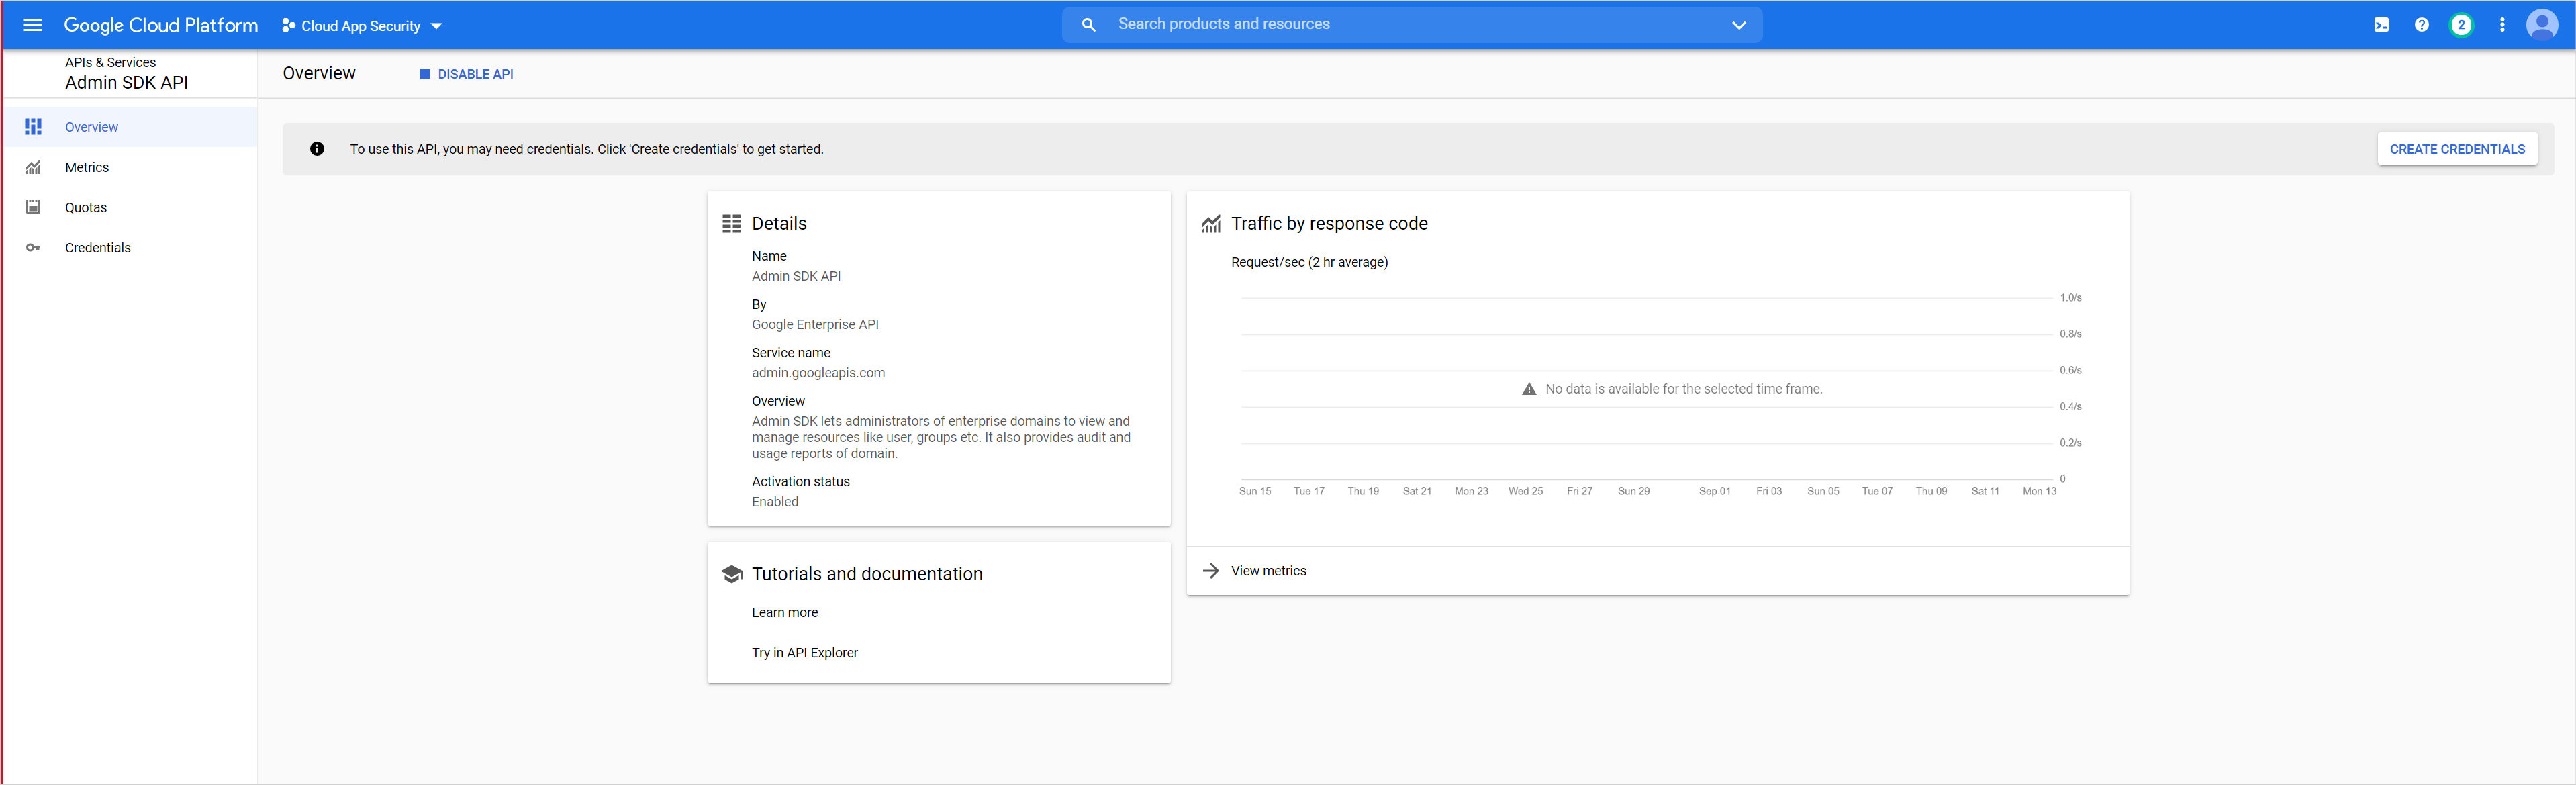 Google Cloud Platform
Cloud App Security
Search products and resources
2
APIs & Services
Admin SDK API
Overview
DISABLE API
Overview
Metrics
Quotas
Credentials
To use this API, you may need credentials. Click 'Create credentials' to get started.
CREATE CREDENTIALS
Details
Name
Admin SDK API
By
Google Enterprise API
Service name
admin.googleapis.com
Overview
Admin SDK lets administrators of enterprise domains to view and
manage resources like user, groups etc. It also provides audit and
usage reports of domain.
Activation status
Enabled
Tutorials and documentation
Learn more
Try in API Explorer
Traffic by response code
Request/sec (2 hr average)
1.0/s
0.8/s
0.6/s
No data is available for the selected time frame.
0.4/s
0.2/s
0
Sun 15 Tue 17 Thu 19 Sat 21 Mon 23 Wed 25 Fri 27 Sun 29 Sep 01 Fri 03 Sun 05 Tue 07 Thu 09 Sat 11 Mon 13
View metrics